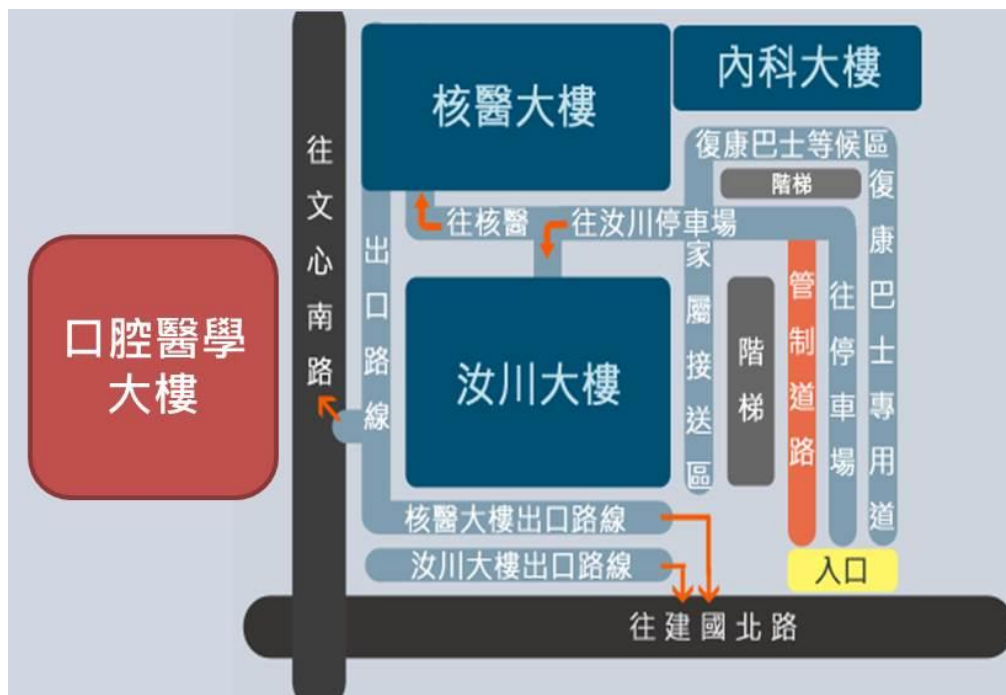 核醫大樓
內科大樓
往文心南路
復康巴士等候區
階梯
復康巴士專用道
往核醫
往汝川停車場
出口路線
家屬接送區
管制道路
往停車場
口腔醫學
大樓
汝川大樓
階梯
核醫大樓出口路線
汝川大樓出口路線
入口
往建國北路